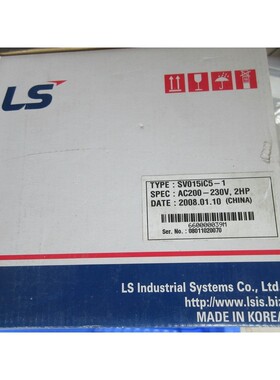 LS
TYPE : SV015iC5-1
SPEC : AC200-230V, 2HP
DATE : 2008.01.10 (CHINA)
660000039M
Ser. No. : 08011020070
LS Industrial Systems Co., Ltd
http://www.lsis.biz
MADE IN KOREA